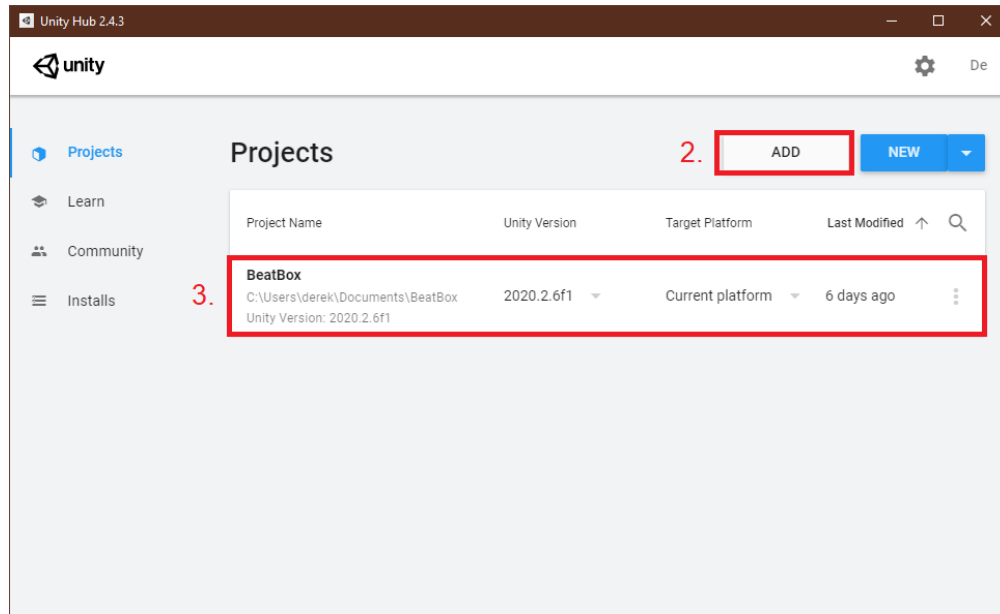 Unity Hub 2.4.3
unity
De
Projects
Learn
Community
Installs
Projects
2.
ADD
NEW
Project Name Unity Version Target Platform Last Modified
3.
BeatBox
C:\Users\derek\Documents\BeatBox
Unity Version: 2020.2.6f1
2020.2.6f1 Current platform 6 days ago